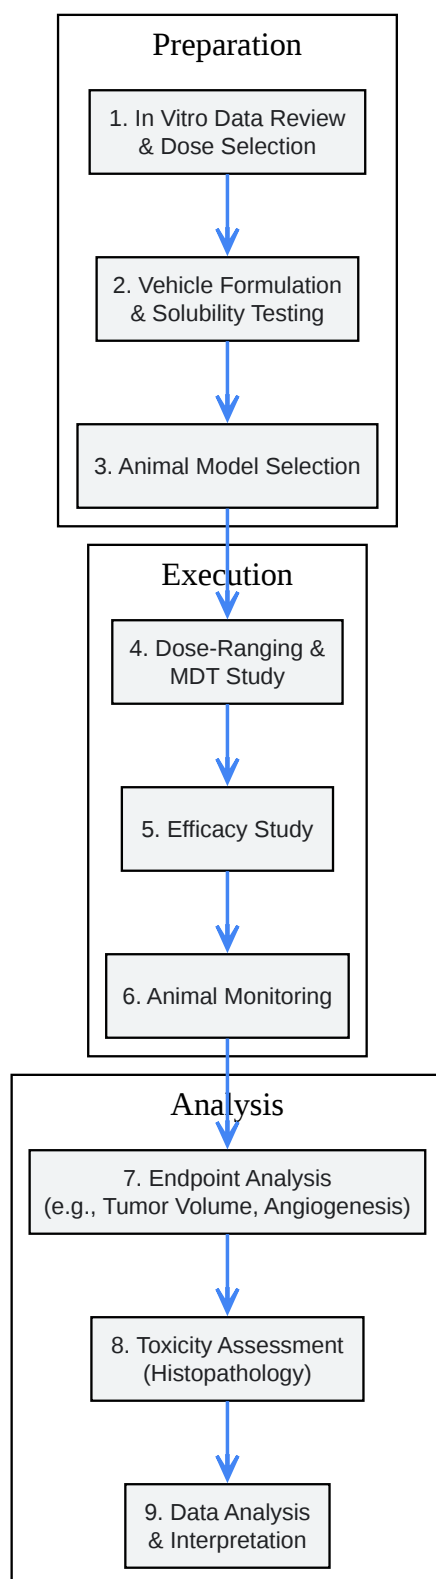 Preparation
1. In Vitro Data Review
& Dose Selection
2. Vehicle Formulation
& Solubility Testing
3. Animal Model Selection
Execution
4. Dose-Ranging &
MDT Study
5. Efficacy Study
6. Animal Monitoring
Analysis
7. Endpoint Analysis
(e.g., Tumor Volume, Angiogenesis)
8. Toxicity Assessment
(Histopathology)
9. Data Analysis
& Interpretation